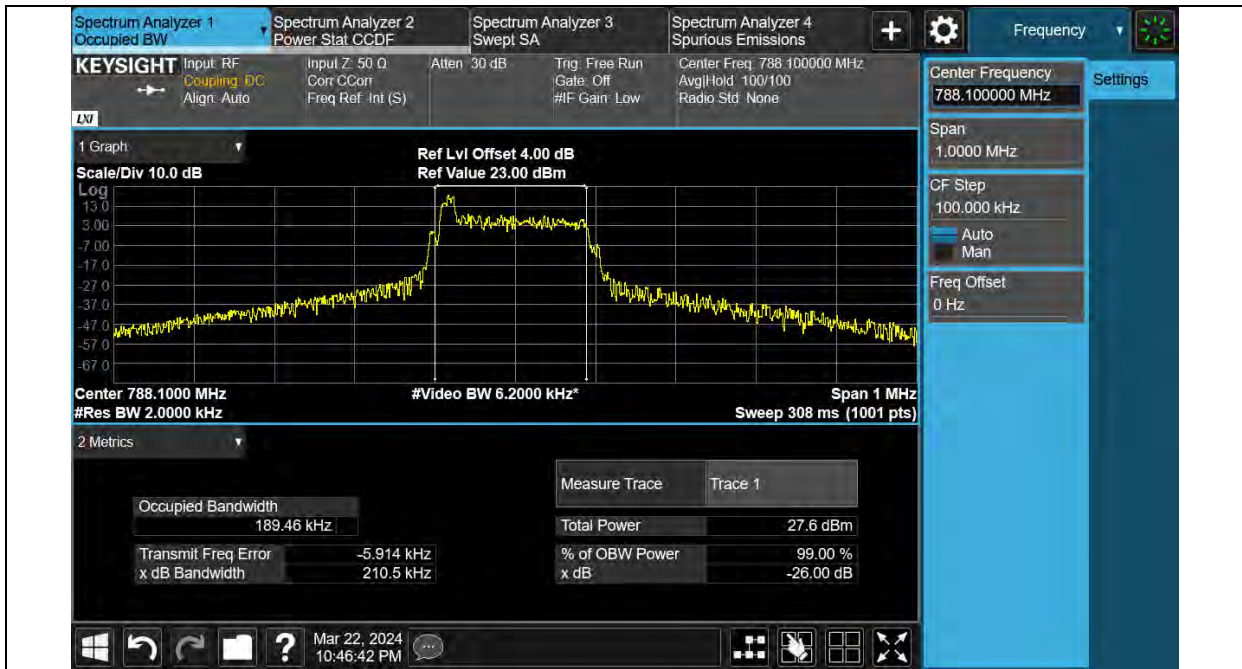 Spectrum Analyzer 1
Occupied BW
Spectrum Analyzer 2
Power Stat CCDF
Spectrum Analyzer 3
Swept SA
Spectrum Analyzer 4
Spurious Emissions
+
Frequency
KEYSIGHT
LXI
Input: RF
Coupling: DC
Align: Auto
Input Z: 50 Ω
Corr CCorr
Freq Ref: Int (S)
Atten: 30 dB
Trig: Free Run
Gate: Off
#IF Gain: Low
Center Freq: 788.100000 MHz
Avg|Hold: 100/100
Radio Std: None
Center Frequency
788.100000 MHz
Settings
Span
1.0000 MHz
CF Step
100.000 kHz
Auto
Man
Freq Offset
0 Hz
1 Graph
Scale/Div 10.0 dB
Ref Lvl Offset 4.00 dB
Ref Value 23.00 dBm
Log
13.0
3.00
-7.00
-17.0
-27.0
-37.0
-47.0
-57.0
-67.0
Center 788.1000 MHz
#Video BW 6.2000 kHz*
Span 1 MHz
#Res BW 2.0000 kHz
Sweep 308 ms (1001 pts)
2 Metrics
Measure Trace Trace 1
Occupied Bandwidth
189.46 kHz
Total Power 27.6 dBm
Transmit Freq Error -5.914 kHz
% of OBW Power 99.00 %
x dB Bandwidth 210.5 kHz
x dB -26.00 dB
?
Mar 22, 2024
10:46:42 PM